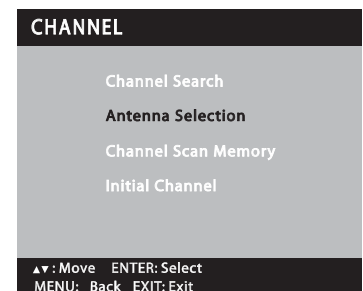 CHANNEL
Channel Search
Antenna Selection
Channel Scan Memory
Initial Channel
▲▼: Move ENTER: Select
MENU: Back EXIT: Exit